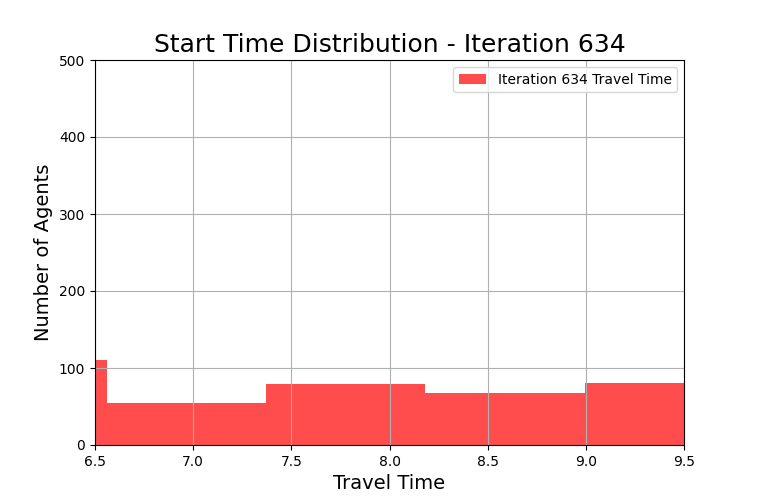 Start Time Distribution - Iteration 634
Iteration 634 Travel Time
Number of Agents
500
400
300
200
100
0
6.5 7.0 7.5 8.0 8.5 9.0 9.5
Travel Time